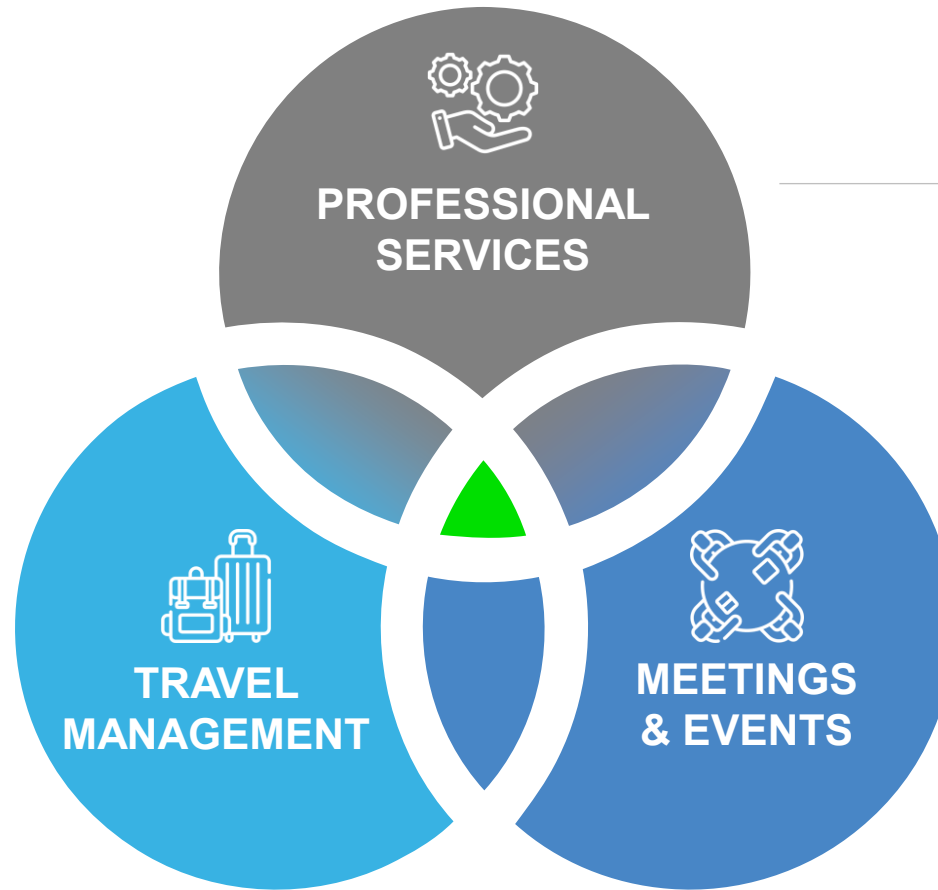 PROFESSIONAL
SERVICES
TRAVEL
MANAGEMENT
MEETINGS
& EVENTS